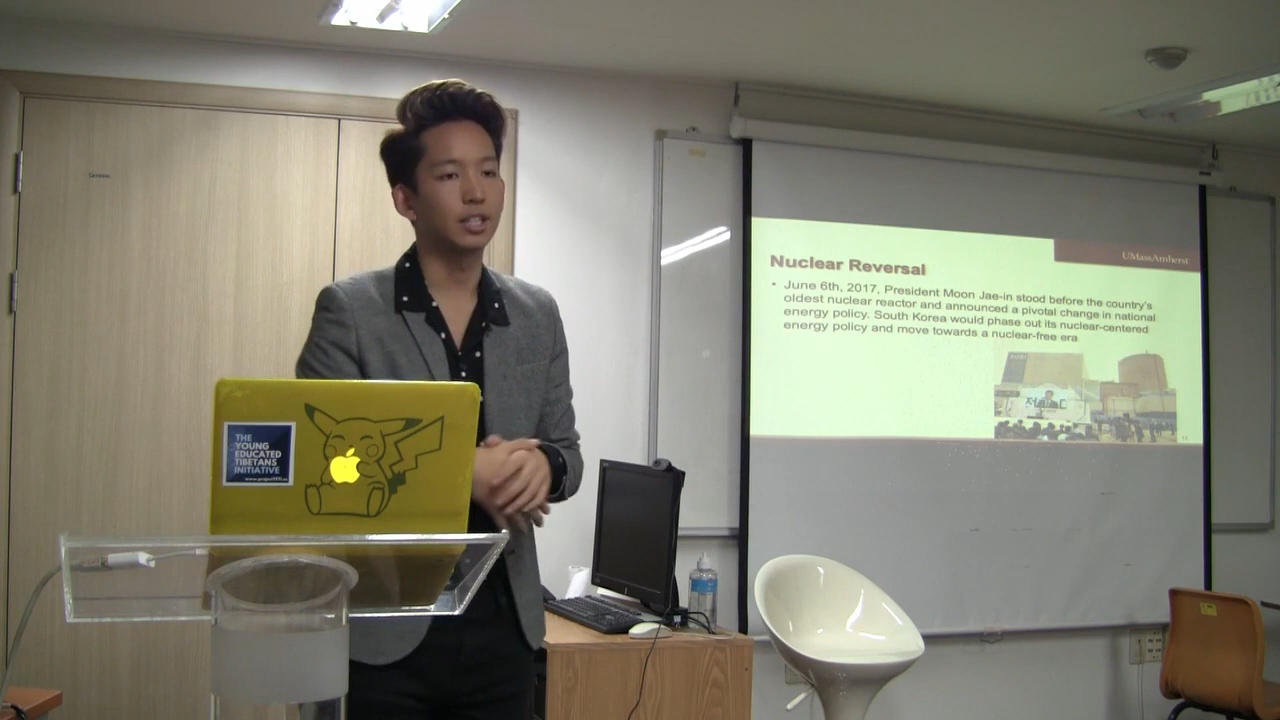 THE
YOUNG
EDUCATED
TIBETANS
INITIATIVE
UMassAmherst
Nuclear Reversal
• June 6th, 2017, President Moon Jae-in stood before the country's
oldest nuclear reactor and announced a pivotal change in national
energy policy. South Korea would phase out its nuclear-centered
energy policy and move towards a nuclear-free era